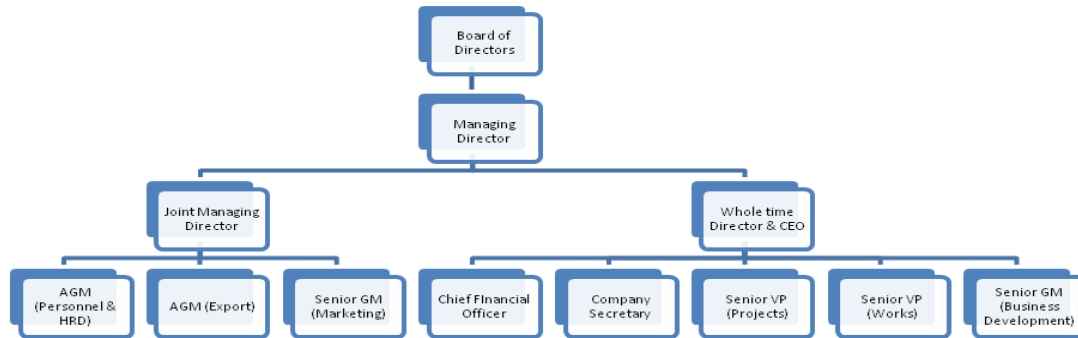 Board of
Directors
Managing
Director
Joint Managing
Director
Whole time
Director & CEO
AGM
(Personnel &
HRD)
AGM (Export)
Senior GM
(Marketing)
Chief FInancial
Officer
Company
Secretary
Senior VP
(Projects)
Senior VP
(Works)
Senior GM
(Business
Development)